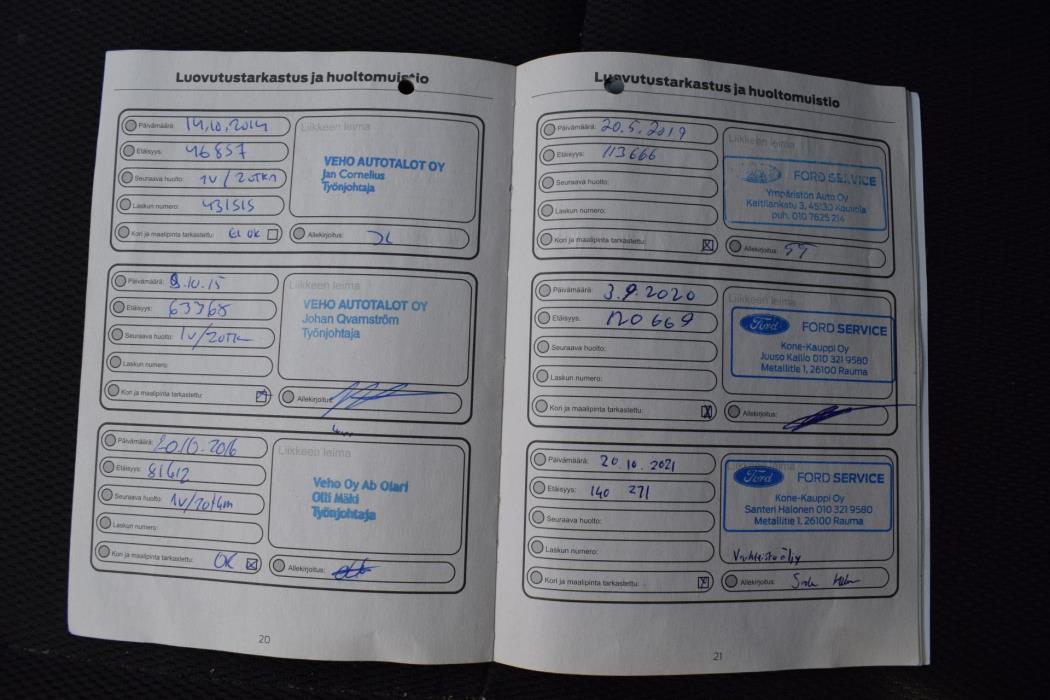 Luovutustarkastus ja huoltomuistio
Päivämäärä: 14.10.2014
Etäisyys: 46857
Seuraava huolto: 1V / 20TKM
Laskun numero: 431515
Kori ja maalipinta tarkastettu: EI OK
Liikkeen leima
VEHO AUTOTALOT OY
Jan Cornelius
Työnjohtaja
Allekirjoitus:
Päivämäärä: 8.10.15
Etäisyys: 63368
Seuraava huolto: 1V/20TKM
Laskun numero:
Kori ja maalipinta tarkastettu:
Liikkeen leima
VEHO AUTOTALOT OY
Johan Qvarnström
Työnjohtaja
Allekirjoitus:
Päivämäärä: 20.10.2016
Etäisyys: 81612
Seuraava huolto: 1v/20tkm
Laskun numero:
Kori ja maalipinta tarkastettu: OK
Liikkeen leima
Veho Oy Ab Olari
Olli Mäki
Työnjohtaja
Allekirjoitus:
20
Luovutustarkastus ja huoltomuistio
Päivämäärä: 20.5.2019
Etäisyys: 113666
Seuraava huolto:
Laskun numero:
Kori ja maalipinta tarkastettu:
Liikkeen leima
FORD SERVICE
Ympäristön Auto Oy
Kaitilankatu 3, 45130 Kouvola
puh. 010 7625 214
Allekirjoitus:
Päivämäärä: 3.9.2020
Etäisyys: 120669
Seuraava huolto:
Laskun numero:
Kori ja maalipinta tarkastettu:
Liikkeen leima
Ford FORD SERVICE
Kone-Kauppi Oy
Juuso Kallio 010 321 9580
Metallitie 1, 26100 Rauma
Allekirjoitus:
Päivämäärä: 20.10.2021
Etäisyys: 140 271
Seuraava huolto:
Laskun numero:
Kori ja maalipinta tarkastettu:
Liikkeen leima
Ford FORD SERVICE
Kone-Kauppi Oy
Santeri Halonen 010 321 9580
Metallitie 1, 26100 Rauma
Vaihteistoöljy
Allekirjoitus:
21